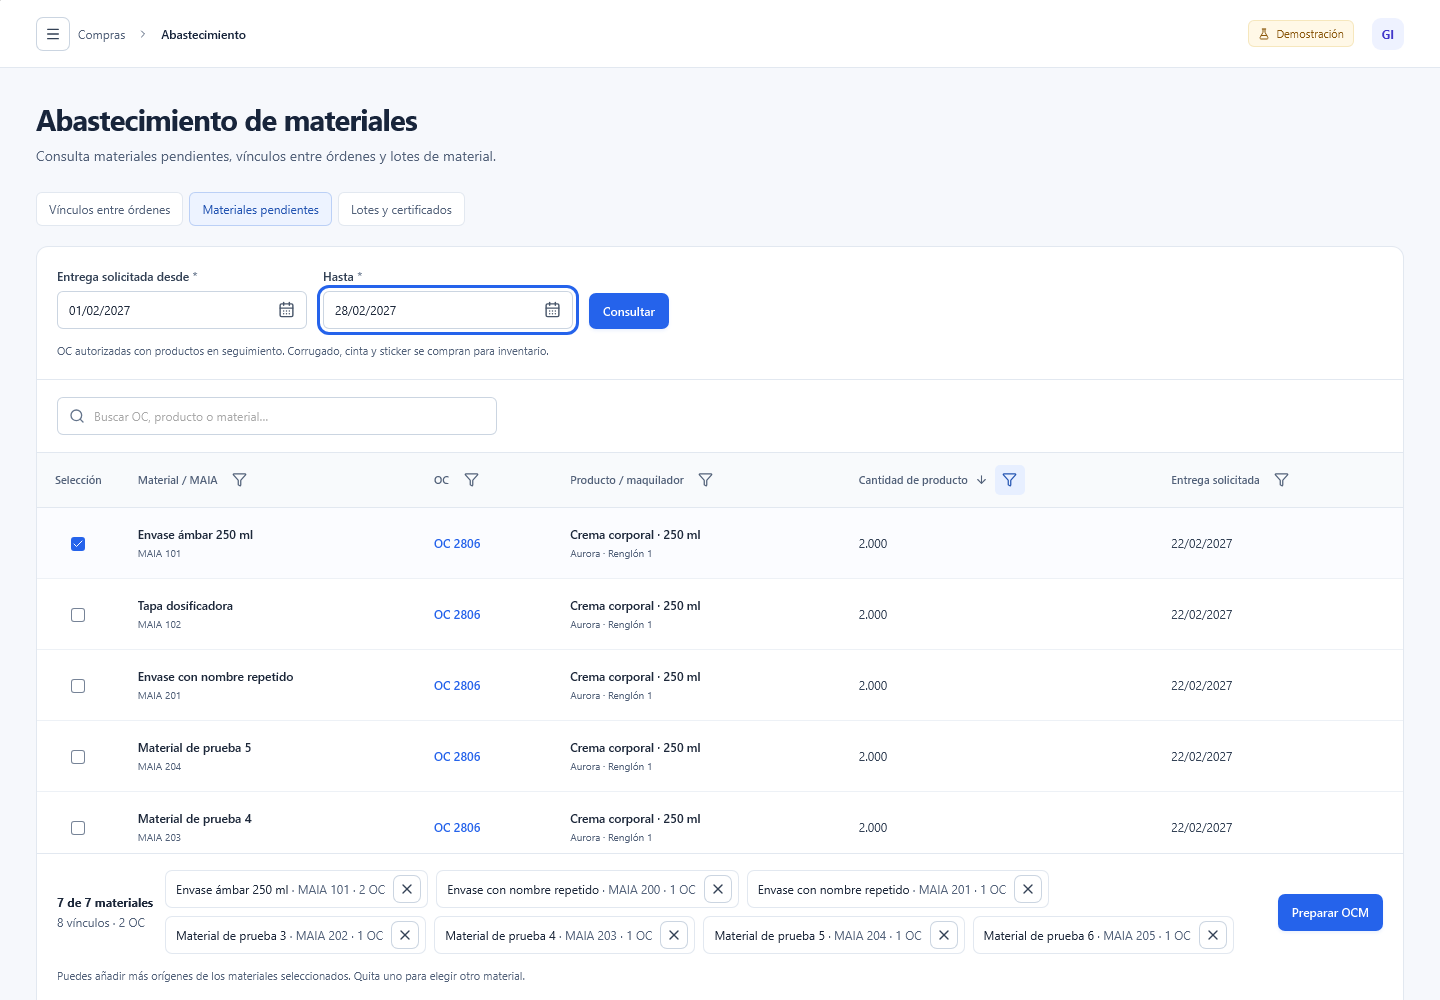 Compras
Abastecimiento
Demostración
GI
Abastecimiento de materiales
Consulta materiales pendientes, vínculos entre órdenes y lotes de material.
Vínculos entre órdenes
Materiales pendientes
Lotes y certificados
Entrega solicitada desde *
Hasta *
01/02/2027
28/02/2027
Consultar
OC autorizadas con productos en seguimiento. Corrugado, cinta y sticker se compran para inventario.
Buscar OC, producto o material...
Selección
Material / MAIA
OC
Producto / maquilador
Cantidad de producto
Entrega solicitada
Envase ámbar 250 ml
MAIA 101
OC 2806
Crema corporal · 250 ml
Aurora · Renglón 1
2.000
22/02/2027
Tapa dosificadora
MAIA 102
OC 2806
Crema corporal · 250 ml
Aurora · Renglón 1
2.000
22/02/2027
Envase con nombre repetido
MAIA 201
OC 2806
Crema corporal · 250 ml
Aurora · Renglón 1
2.000
22/02/2027
Material de prueba 5
MAIA 204
OC 2806
Crema corporal · 250 ml
Aurora · Renglón 1
2.000
22/02/2027
Material de prueba 4
MAIA 203
OC 2806
Crema corporal · 250 ml
Aurora · Renglón 1
2.000
22/02/2027
7 de 7 materiales
8 vínculos · 2 OC
Envase ámbar 250 ml · MAIA 101 · 2 OC
Envase con nombre repetido · MAIA 200 · 1 OC
Envase con nombre repetido · MAIA 201 · 1 OC
Material de prueba 3 · MAIA 202 · 1 OC
Material de prueba 4 · MAIA 203 · 1 OC
Material de prueba 5 · MAIA 204 · 1 OC
Material de prueba 6 · MAIA 205 · 1 OC
Preparar OCM
Puedes añadir más orígenes de los materiales seleccionados. Quita uno para elegir otro material.